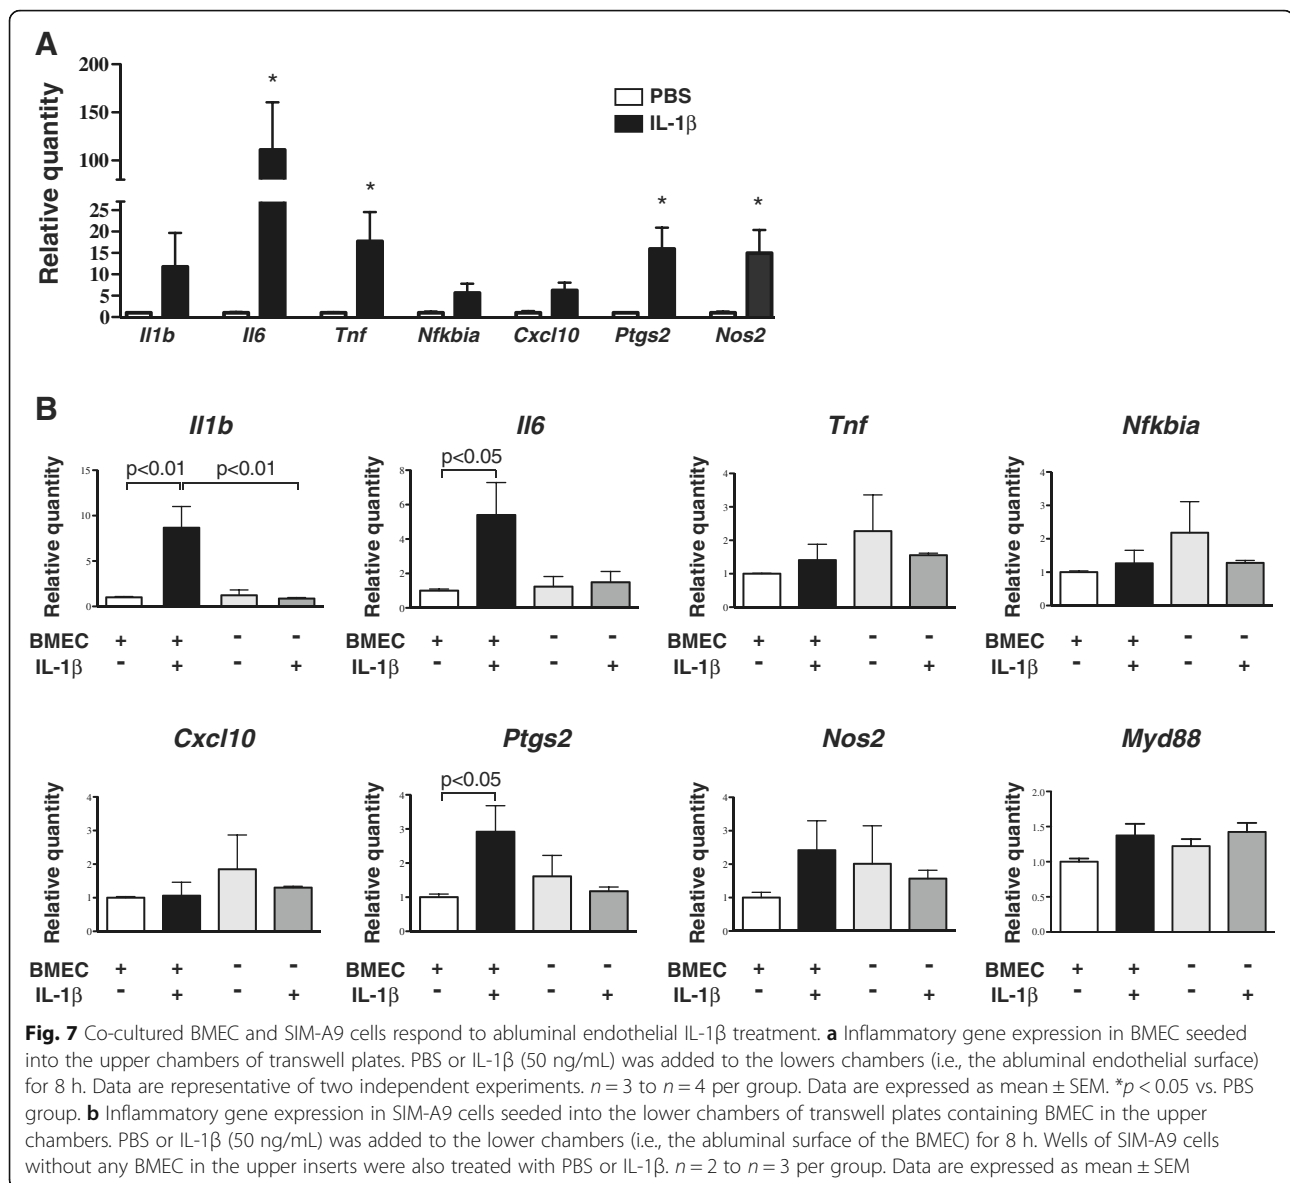 A
200
150
100
25
20
15
10
5
0
Relative quantity
PBS
IL-1β
*
*
*
*
Il1b Il6 Tnf Nfkbia Cxcl10 Ptgs2 Nos2
B
Il1b
Relative quantity
15
10
5
0
p<0.01 p<0.01
BMEC + + - -
IL-1β - + - +
Il6
Relative quantity
8
6
4
2
0
p<0.05
BMEC + + - -
IL-1β - + - +
Tnf
Relative quantity
4
3
2
1
0
BMEC + + - -
IL-1β - + - +
Nfkbia
Relative quantity
4
3
2
1
0
BMEC + + - -
IL-1β - + - +
Cxcl10
Relative quantity
4
3
2
1
0
BMEC + + - -
IL-1β - + - +
Ptgs2
Relative quantity
4
3
2
1
0
p<0.05
BMEC + + - -
IL-1β - + - +
Nos2
Relative quantity
4
3
2
1
0
BMEC + + - -
IL-1β - + - +
Myd88
Relative quantity
2.0
1.5
1.0
0.5
0.0
BMEC + + - -
IL-1β - + - +
Fig. 7 Co-cultured BMEC and SIM-A9 cells respond to abluminal endothelial IL-1β treatment. a Inflammatory gene expression in BMEC seeded
into the upper chambers of transwell plates. PBS or IL-1β (50 ng/mL) was added to the lowers chambers (i.e., the abluminal endothelial surface)
for 8 h. Data are representative of two independent experiments. n = 3 to n = 4 per group. Data are expressed as mean ± SEM. *p < 0.05 vs. PBS
group. b Inflammatory gene expression in SIM-A9 cells seeded into the lower chambers of transwell plates containing BMEC in the upper
chambers. PBS or IL-1β (50 ng/mL) was added to the lower chambers (i.e., the abluminal surface of the BMEC) for 8 h. Wells of SIM-A9 cells
without any BMEC in the upper inserts were also treated with PBS or IL-1β. n = 2 to n = 3 per group. Data are expressed as mean ± SEM